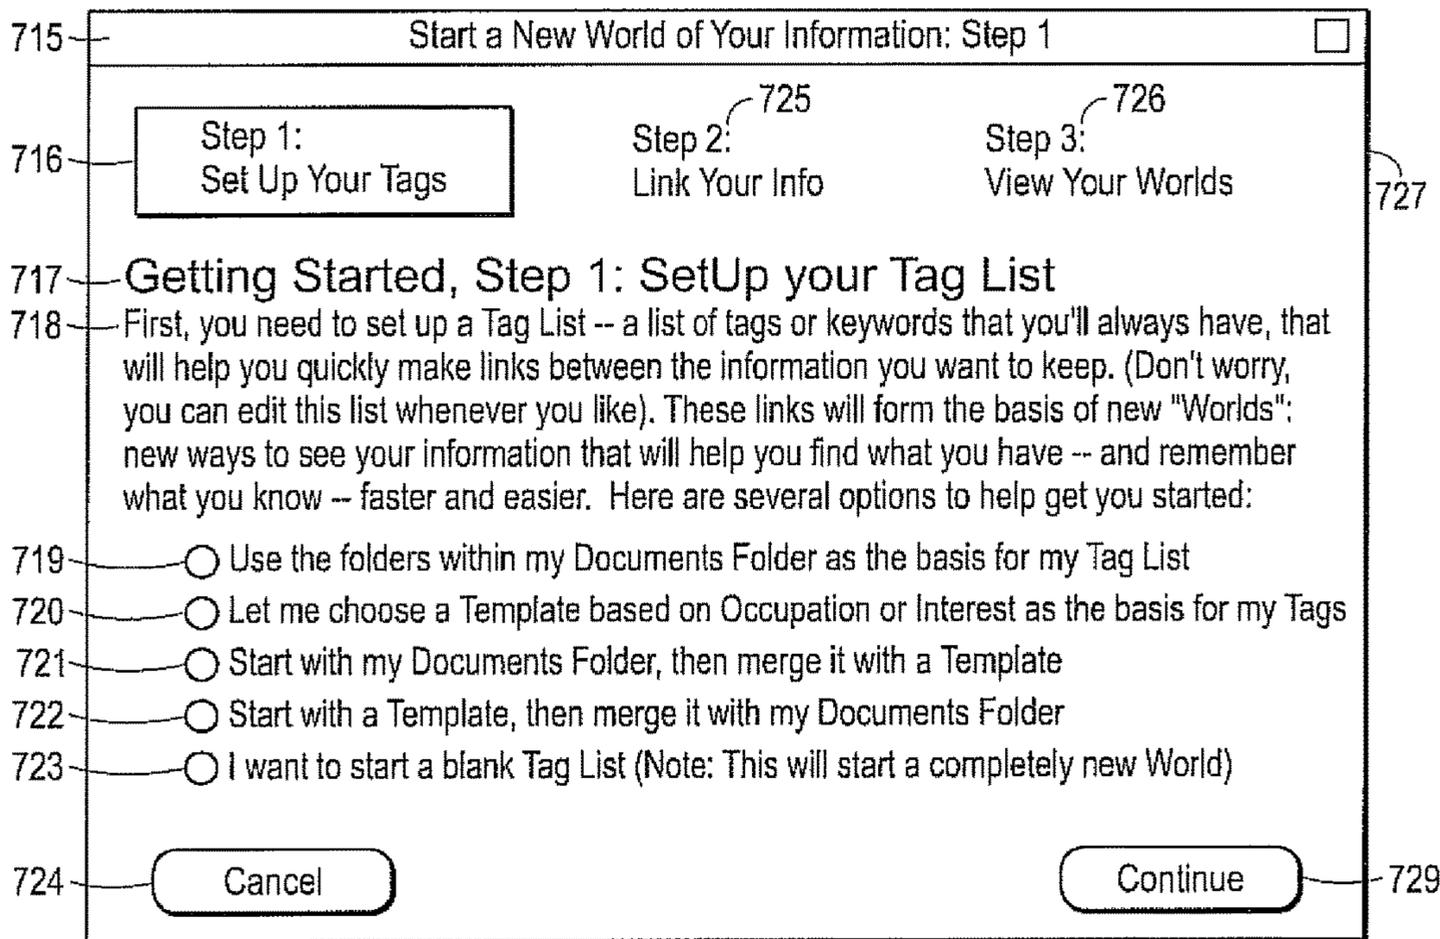 715 Start a New World of Your Information: Step 1
725 726
Step 1: Step 2: Step 3:
716 Set Up Your Tags Link Your Info View Your Worlds 727
717 Getting Started, Step 1: SetUp your Tag List
718 First, you need to set up a Tag List -- a list of tags or keywords that you'll always have, that
will help you quickly make links between the information you want to keep. (Don't worry,
you can edit this list whenever you like). These links will form the basis of new "Worlds":
new ways to see your information that will help you find what you have -- and remember
what you know -- faster and easier. Here are several options to help get you started:
719 Use the folders within my Documents Folder as the basis for my Tag List
720 Let me choose a Template based on Occupation or Interest as the basis for my Tags
721 Start with my Documents Folder, then merge it with a Template
722 Start with a Template, then merge it with my Documents Folder
723 I want to start a blank Tag List (Note: This will start a completely new World)
724 Cancel Continue 729